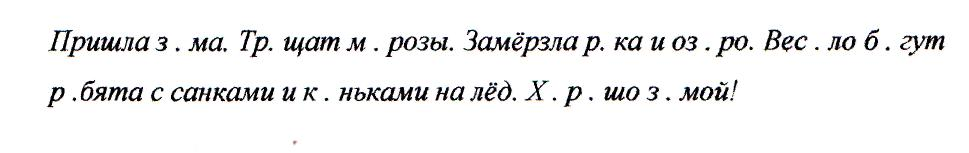 Пришла з . ма. Тр. щат м . розы. Замёрзла р. ка и оз . ро. Вес . ло б . гут
р .бята с санками и к . ньками на лёд. Х . р . шо з . мой!